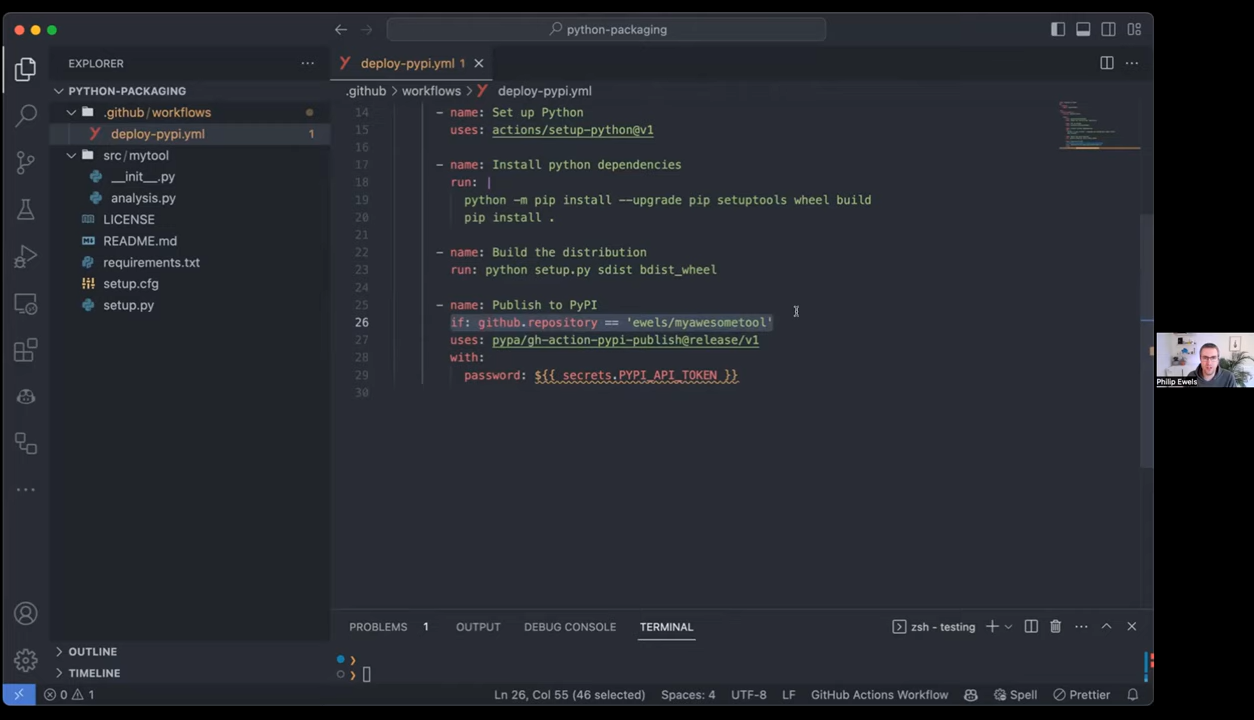 python-packaging
EXPLORER
deploy-pypi.yml 1
PYTHON-PACKAGING
.github > workflows > deploy-pypi.yml
.github / workflows
deploy-pypi.yml 1
src / mytool
__init__.py
analysis.py
LICENSE
README.md
requirements.txt
setup.cfg
setup.py
14 - name: Set up Python
15 uses: actions/setup-python@v1
16
17 - name: Install python dependencies
18 run: |
19 python -m pip install --upgrade pip setuptools wheel build
20 pip install .
21
22 - name: Build the distribution
23 run: python setup.py sdist bdist_wheel
24
25 - name: Publish to PyPI
26 if: github.repository == 'ewels/myawesometool'
27 uses: pypa/gh-action-pypi-publish@release/v1
28 with:
29 password: ${{ secrets.PYPI_API_TOKEN }}
30
Philip Ewels
PROBLEMS 1 OUTPUT DEBUG CONSOLE TERMINAL
zsh - testing
OUTLINE
TIMELINE
0 1
Ln 26, Col 55 (46 selected) Spaces: 4 UTF-8 LF GitHub Actions Workflow Spell Prettier